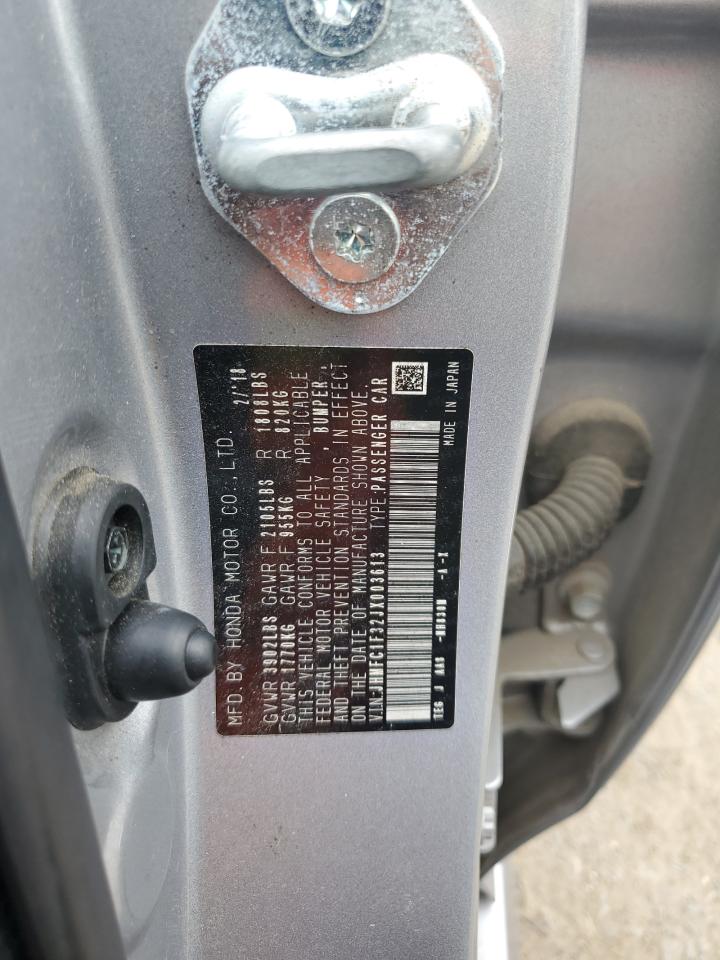 MFD. BY HONDA MOTOR CO., LTD. 2/'18
GVWR 3902LBS GAWR F 2105LBS R 1808LBS
GVWR 1770KG GAWR F 955KG R 820KG
THIS VEHICLE CONFORMS TO ALL APPLICABLE
FEDERAL MOTOR VEHICLE SAFETY , BUMPER ,
AND THEFT PREVENTION STANDARDS IN EFFECT
ON THE DATE OF MANUFACTURE SHOWN ABOVE.
V.I.N: TYPE:PASSENGER CAR
-A -X MADE IN JAPAN